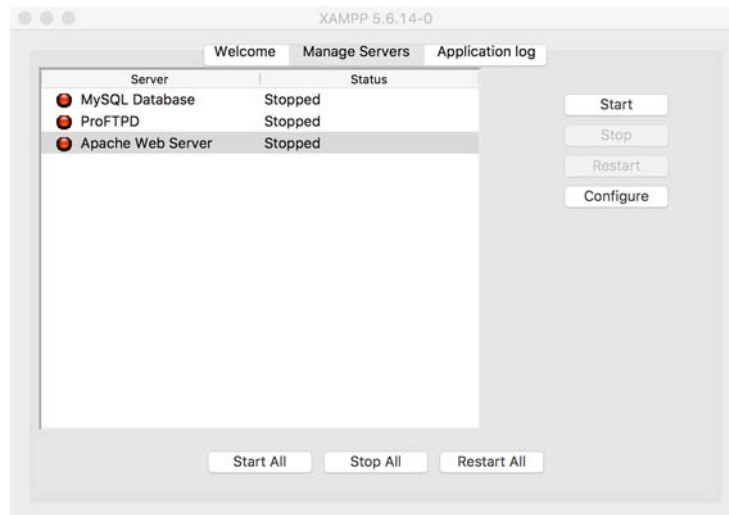 XAMPP 5.6.14-0
Welcome Manage Servers Application log
Server Status
MySQL Database Stopped
ProFTPD Stopped
Apache Web Server Stopped
Start
Stop
Restart
Configure
Start All Stop All Restart All